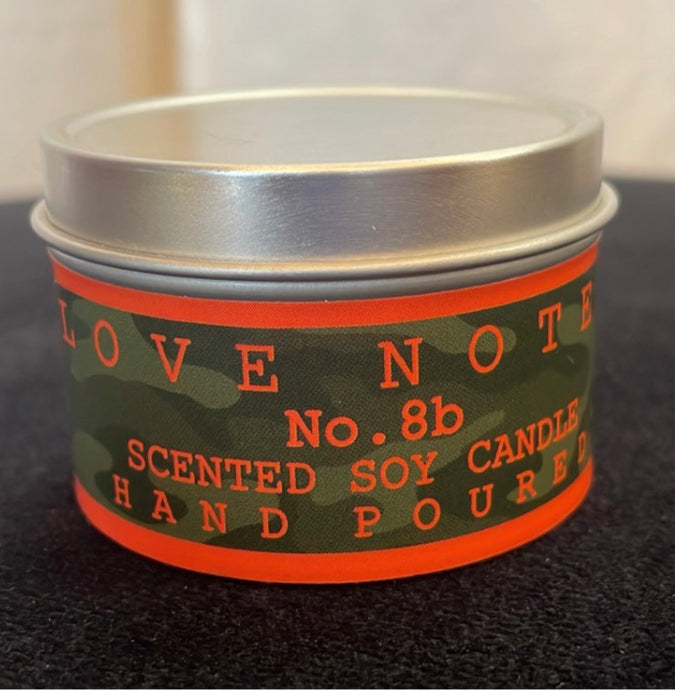 LOVE NOTE
No.8b
SCENTED SOY CANDLE
HAND POURED